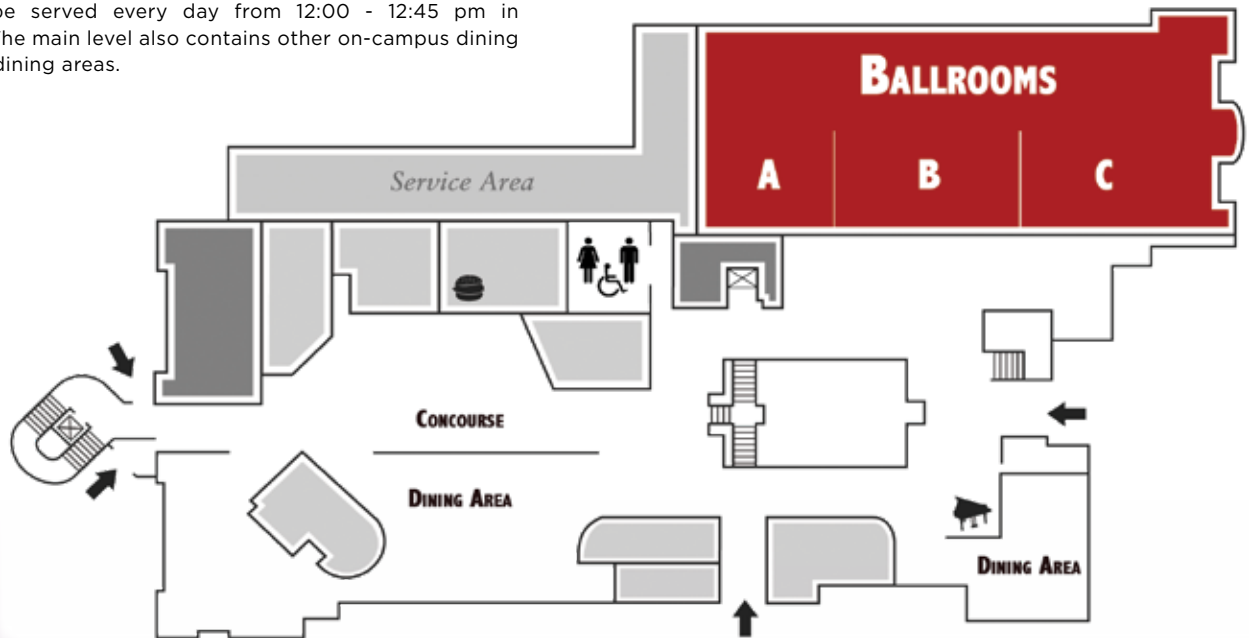 be served every day from 12:00 - 12:45 pm in
The main level also contains other on-campus dining
dining areas.
BALLROOMS
A B C
Service Area
CONCOURSE
DINING AREA
DINING AREA